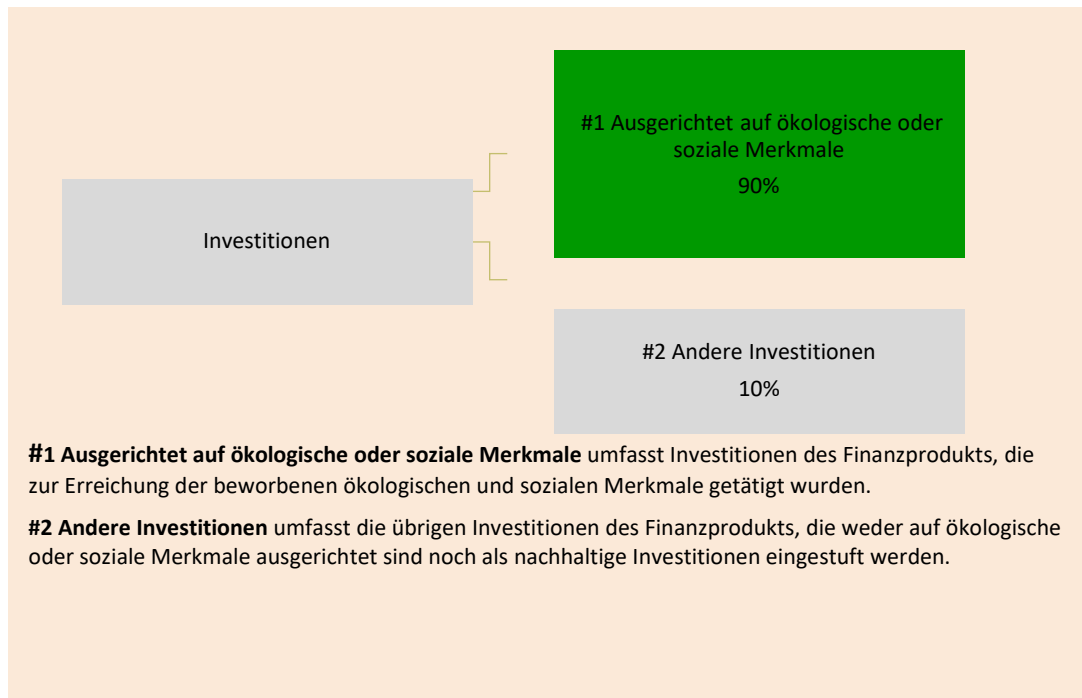 #1 Ausgerichtet auf ökologische oder
soziale Merkmale
90%
Investitionen
#2 Andere Investitionen
10%
#1 Ausgerichtet auf ökologische oder soziale Merkmale umfasst Investitionen des Finanzprodukts, die
zur Erreichung der beworbenen ökologischen und sozialen Merkmale getätigt wurden.
#2 Andere Investitionen umfasst die übrigen Investitionen des Finanzprodukts, die weder auf ökologische
oder soziale Merkmale ausgerichtet sind noch als nachhaltige Investitionen eingestuft werden.